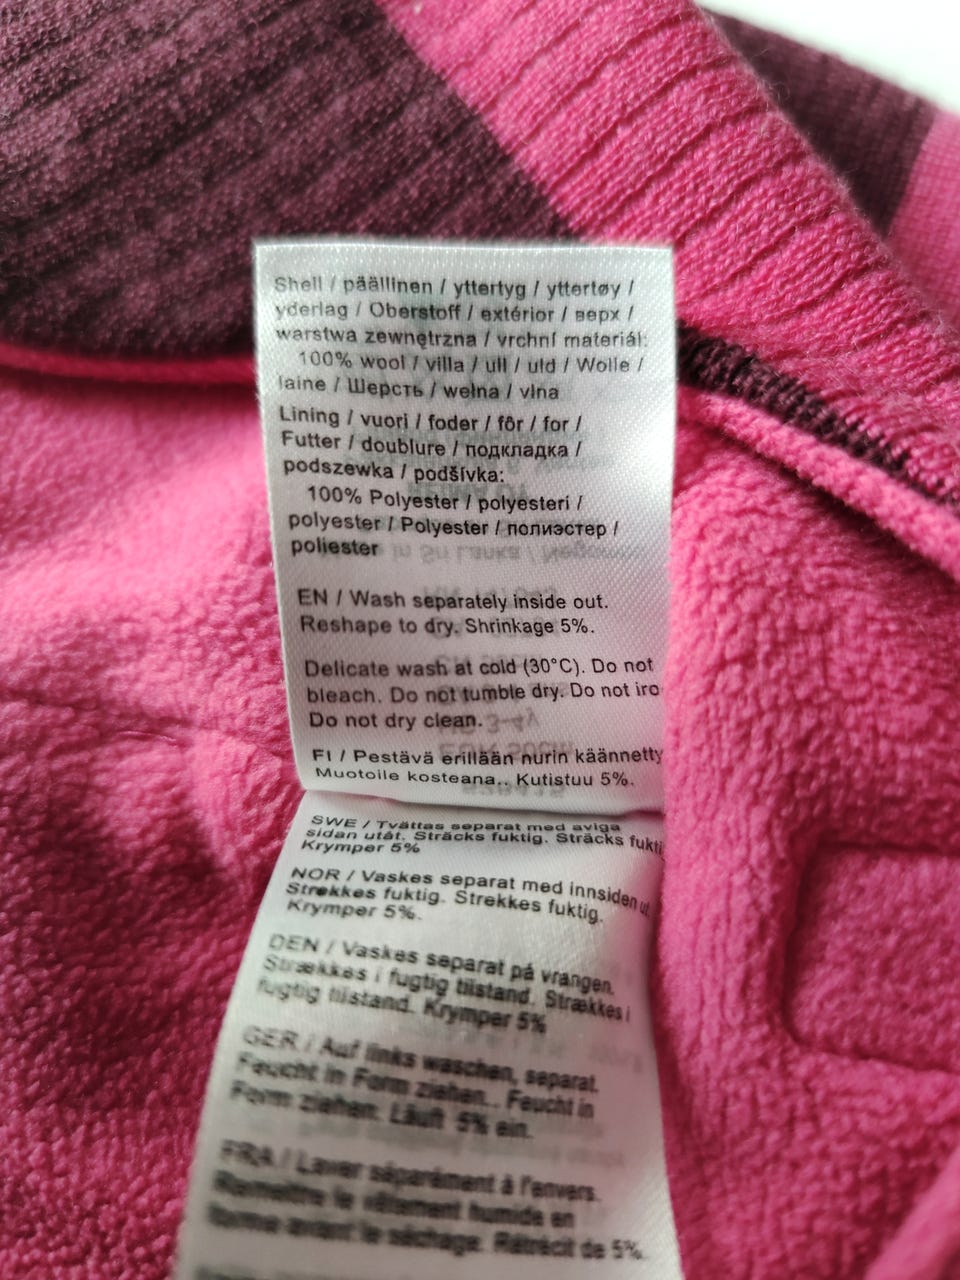 Shell / päällinen / yttertyg / yttertøy /
yderlag / Oberstoff / extérior / верх /
warstwa zewnętrzna / vrchní materiál:
100% wool / villa / ull / uld / Wolle /
laine / Шерсть / wełna / vlna
Lining / vuori / foder / fôr / for /
Futter / doublure / подкладка /
podszewka / podšívka:
100% Polyester / polyesteri /
polyester / Polyester / полиэстер /
poliester
EN / Wash separately inside out.
Reshape to dry. Shrinkage 5%.
Delicate wash at cold (30°C). Do not
bleach. Do not tumble dry. Do not iro
Do not dry clean.
FI / Pestävä erillään nurin käännetty
Muotoile kosteana.. Kutistuu 5%.
SWE / Tvättas separat med aviga
sidan utåt. Sträcks fuktig. Sträcks fukti
Krymper 5%
NOR / Vaskes separat med innsiden ut
Strekkes fuktig. Strekkes fuktig.
Krymper 5%.
DEN / Vaskes separat på vrangen.
Strækkes i fugtig tilstand. Strækkes i
fugtig tilstand. Krymper 5%
GER / Auf links waschen, separat.
Feucht in Form ziehen.. Feucht in
Form ziehen. Läuft 5% ein.
FRA / Laver séparément à l'envers.
Remettre le vêtement humide en
forme avant le séchage. Rétrécit de 5%.